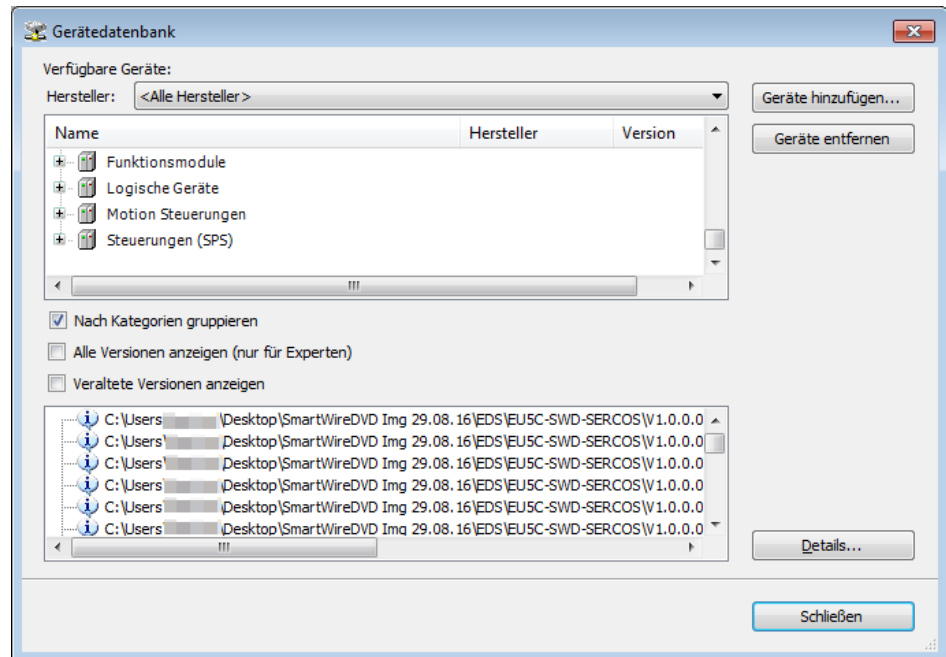 Gerätedatenbank
Verfügbare Geräte:
Hersteller: <Alle Hersteller>
Geräte hinzufügen...
Name Hersteller Version
Geräte entfernen
Funktionsmodule
Logische Geräte
Motion Steuerungen
Steuerungen (SPS)
Nach Kategorien gruppieren
Alle Versionen anzeigen (nur für Experten)
Veraltete Versionen anzeigen
C:\Users \Desktop\SmartWireDVD Img 29.08.16\EDS\EU5C-SWD-SERCOS\V1.0.0.0
C:\Users\ \Desktop\SmartWireDVD Img 29.08.16\EDS\EU5C-SWD-SERCOS\V1.0.0.0
C:\Users\ \Desktop\SmartWireDVD Img 29.08.16\EDS\EU5C-SWD-SERCOS\V1.0.0.0
C:\Users \Desktop\SmartWireDVD Img 29.08.16\EDS\EU5C-SWD-SERCOS\V1.0.0.0
C:\Users \Desktop\SmartWireDVD Img 29.08.16\EDS\EU5C-SWD-SERCOS\V1.0.0.0
C:\Users \Desktop\SmartWireDVD Img 29.08.16\EDS\EU5C-SWD-SERCOS\V1.0.0.0
Details...
Schließen